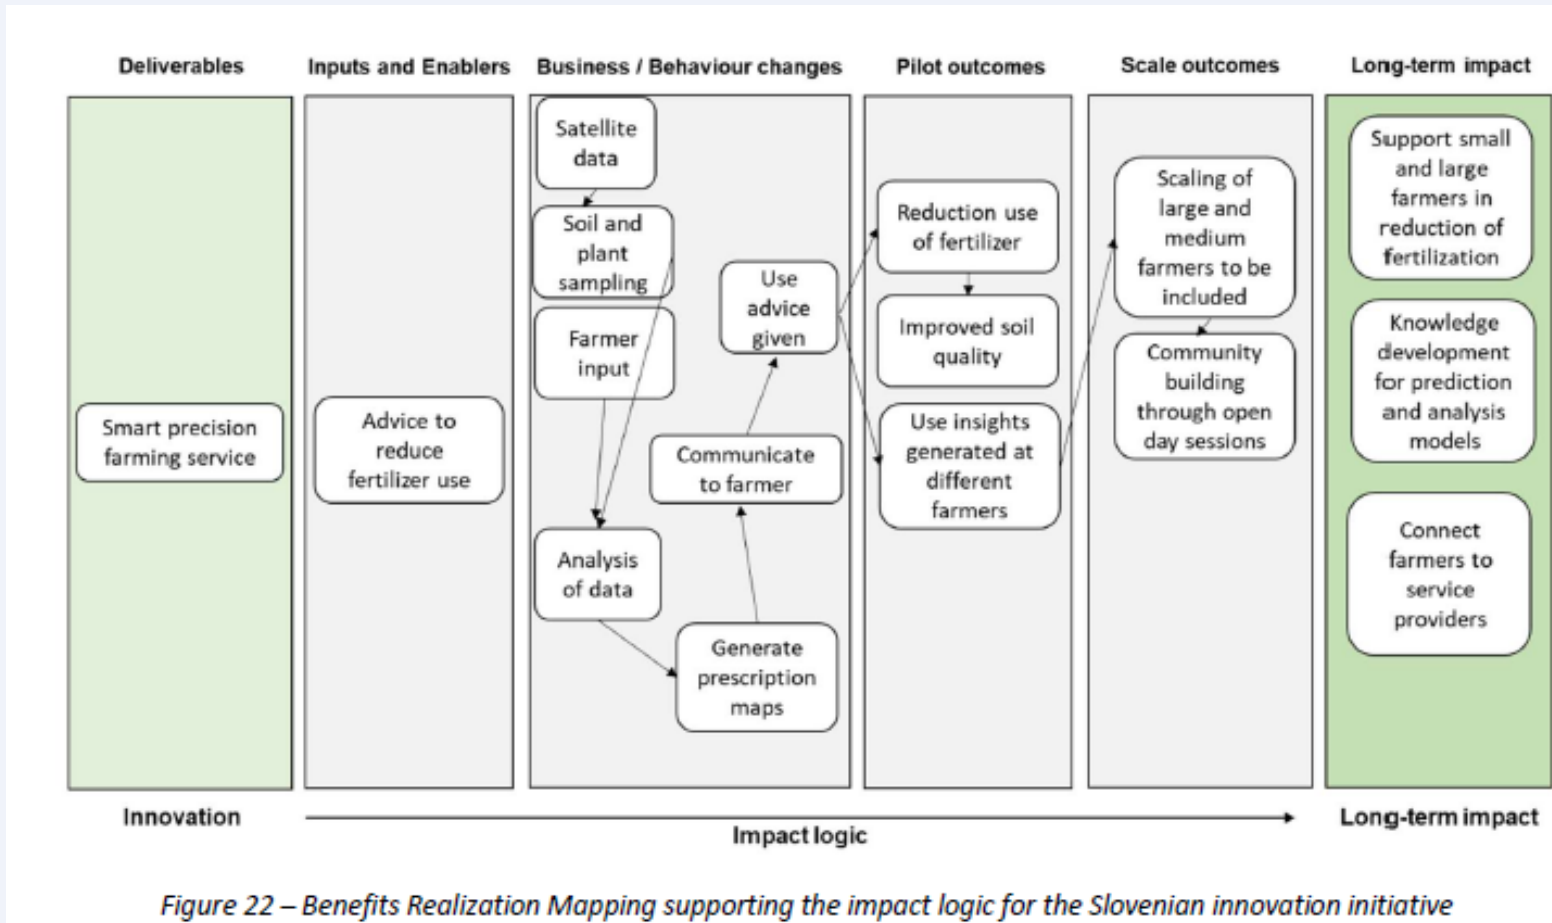 Deliverables
Inputs and Enablers
Business / Behaviour changes
Pilot outcomes
Scale outcomes
Long-term impact
Smart precision
farming service
Advice to
reduce
fertilizer use
Satellite
data
Soil and
plant
sampling
Farmer
input
Analysis
of data
Generate
prescription
maps
Communicate
to farmer
Use
advice
given
Reduction use
of fertilizer
Improved soil
quality
Use insights
generated at
different
farmers
Scaling of
large and
medium
farmers to be
included
Community
building
through open
day sessions
Support small
and large
farmers in
reduction of
fertilization
Knowledge
development
for prediction
and analysis
models
Connect
farmers to
service
providers
Innovation
Impact logic
Long-term impact
Figure 22 – Benefits Realization Mapping supporting the impact logic for the Slovenian innovation initiative